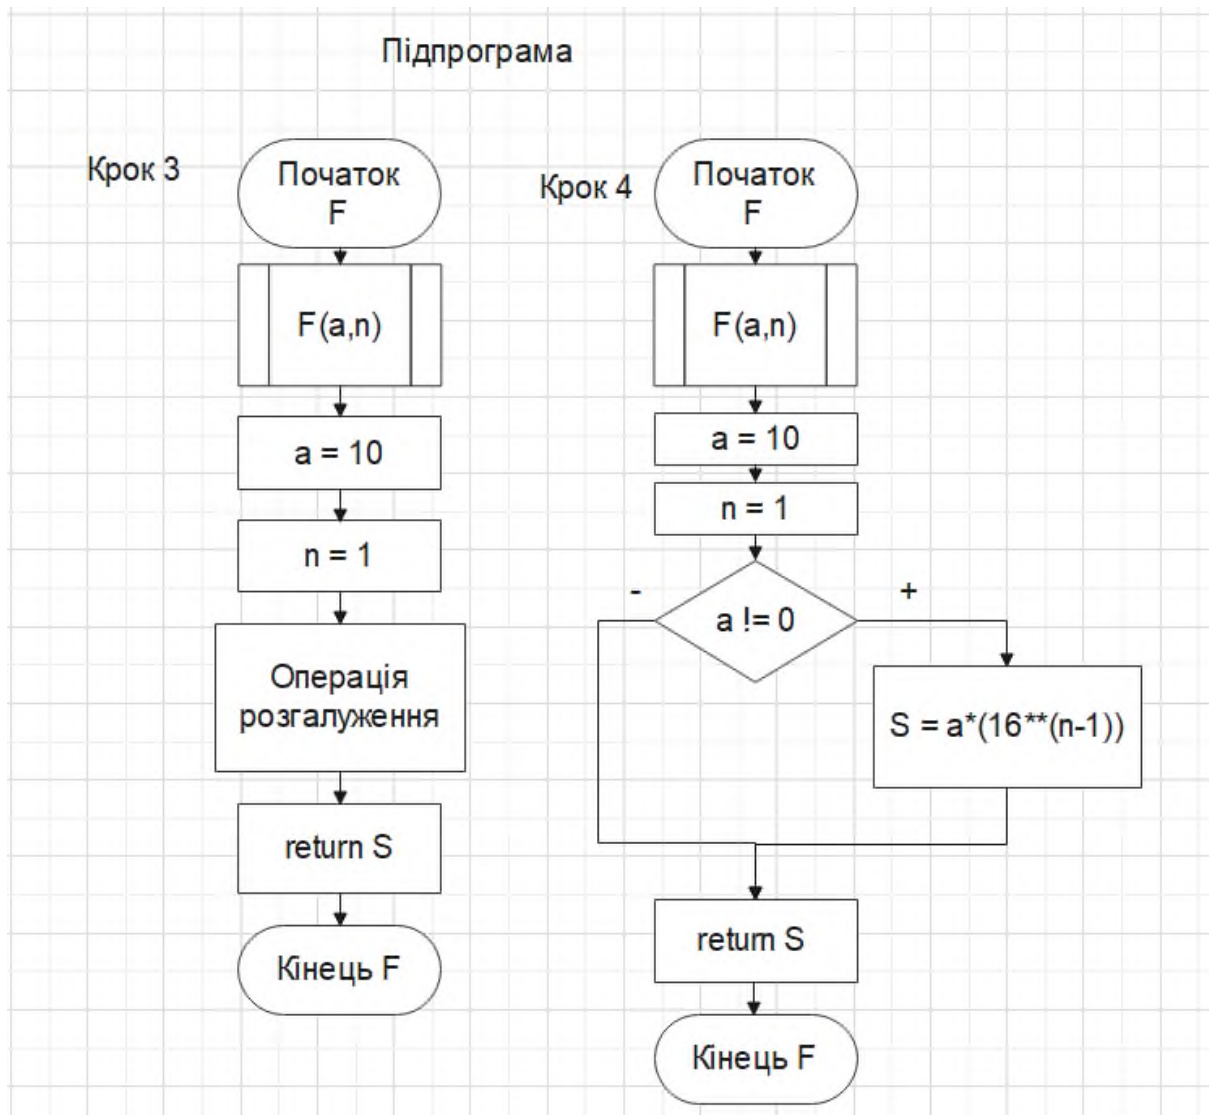 Підпрограма
Крок 3
Початок
F
F(a,n)
a = 10
n = 1
Операція
розгалуження
return S
Кінець F
Крок 4
Початок
F
F(a,n)
a = 10
n = 1
a != 0
-
+
S = a*(16**(n-1))
return S
Кінець F